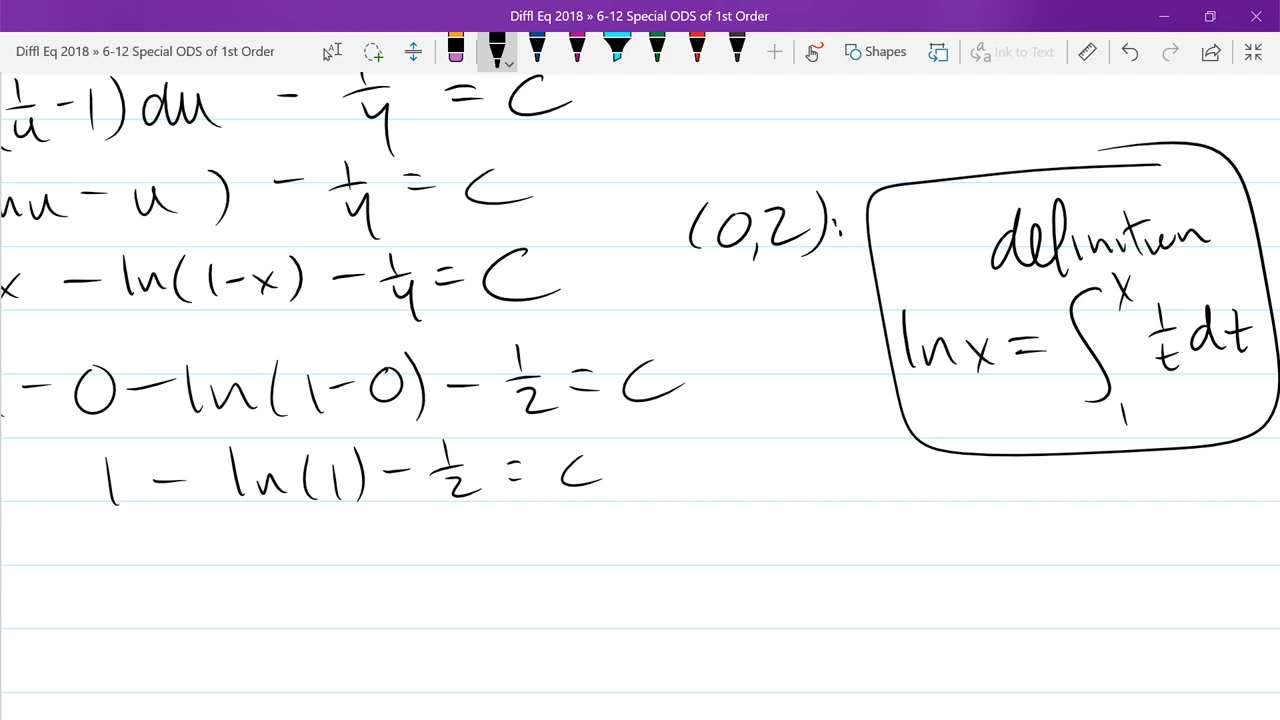 Diffl Eq 2018 » 6-12 Special ODS of 1st Order
Diffl Eq 2018 » 6-12 Special ODS of 1st Order
Shapes
Ink to Text
1/u - 1) du - 1/y = C
nu - u ) - 1/y = C
x - ln(1-x) - 1/y = C
- 0 - ln(1-0) - 1/2 = C
1 - ln(1) - 1/2 = C
(0,2):
definition
ln x = ∫₁ˣ 1/t dt